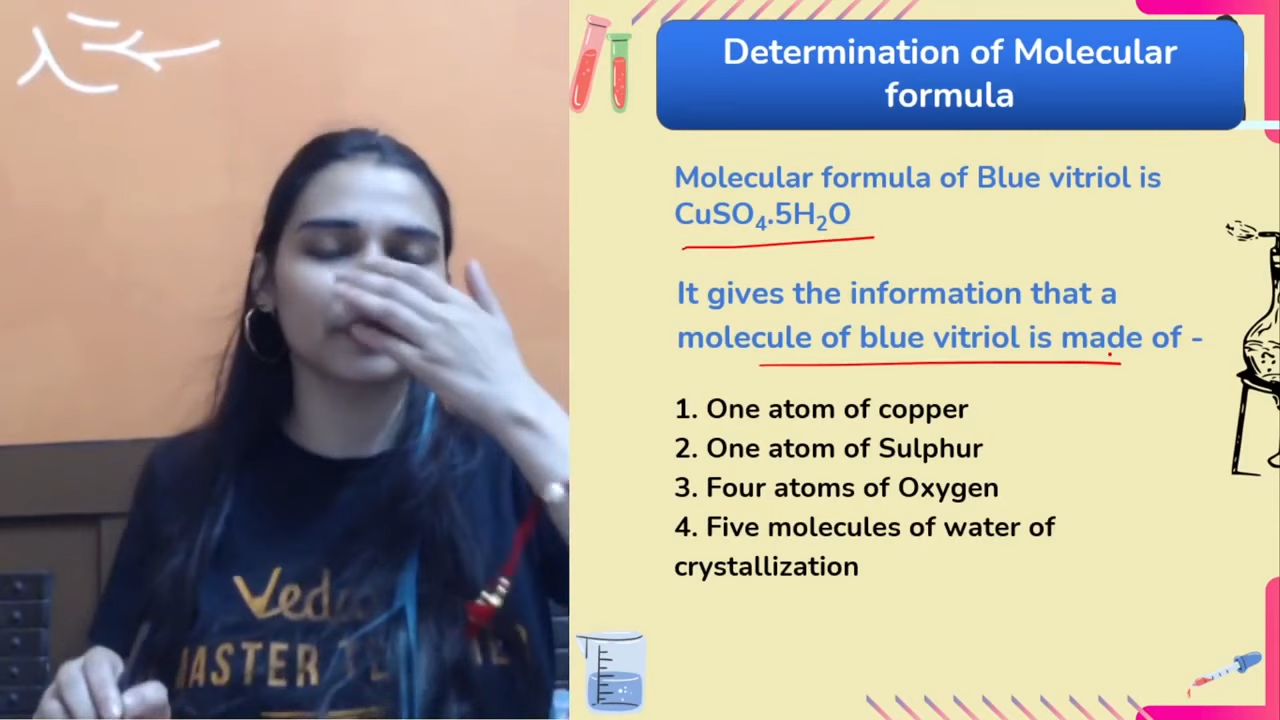 Determination of Molecular
formula
Molecular formula of Blue vitriol is
CuSO₄.5H₂O
It gives the information that a
molecule of blue vitriol is made of -
1. One atom of copper
2. One atom of Sulphur
3. Four atoms of Oxygen
4. Five molecules of water of
crystallization
MASTER